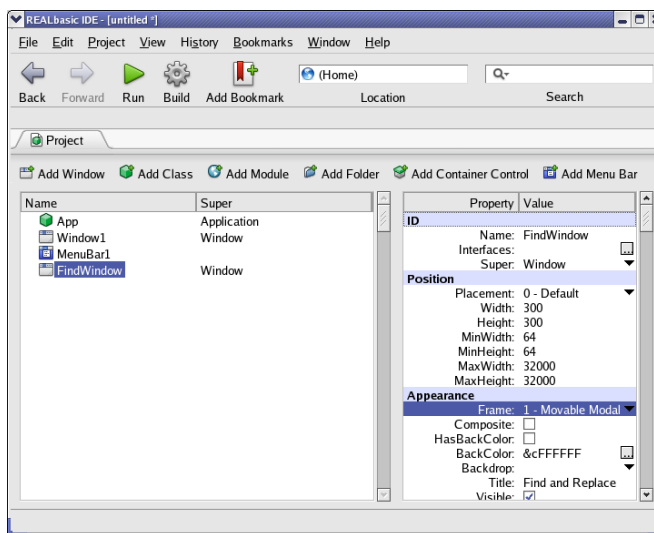 REALbasic IDE - [untitled *]
File Edit Project View History Bookmarks Window Help
(Home)
Back Forward Run Build Add Bookmark Location Search
Project
Add Window Add Class Add Module Add Folder Add Container Control Add Menu Bar
Name Super
App Application
Window1 Window
MenuBar1
FindWindow Window
Property Value
ID
Name: FindWindow
Interfaces: ...
Super: Window
Position
Placement: 0 - Default
Width: 300
Height: 300
MinWidth: 64
MinHeight: 64
MaxWidth: 32000
MaxHeight: 32000
Appearance
Frame: 1 - Movable Modal
Composite:
HasBackColor:
BackColor: &cFFFFFF ...
Backdrop:
Title: Find and Replace
Visible: